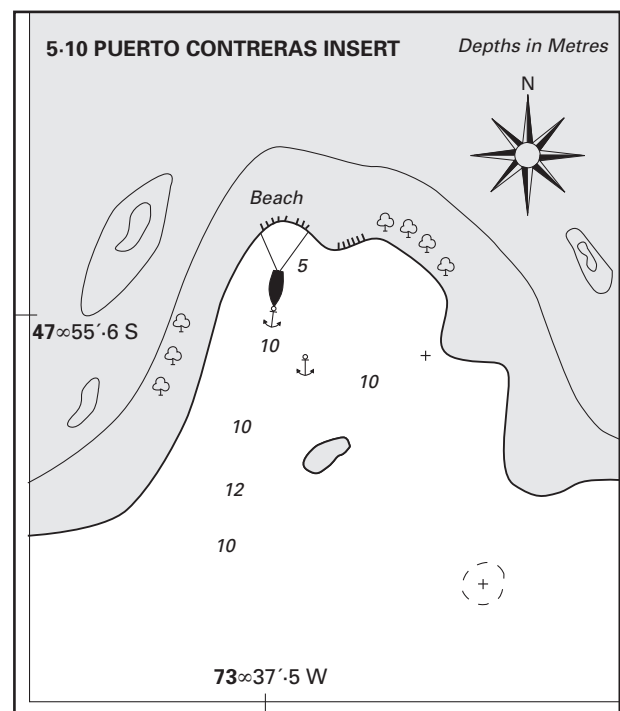 5·10 PUERTO CONTRERAS INSERT
Depths in Metres
N
Beach
5
47∞55´·6 S
10
10
10
12
10
73∞37´·5 W